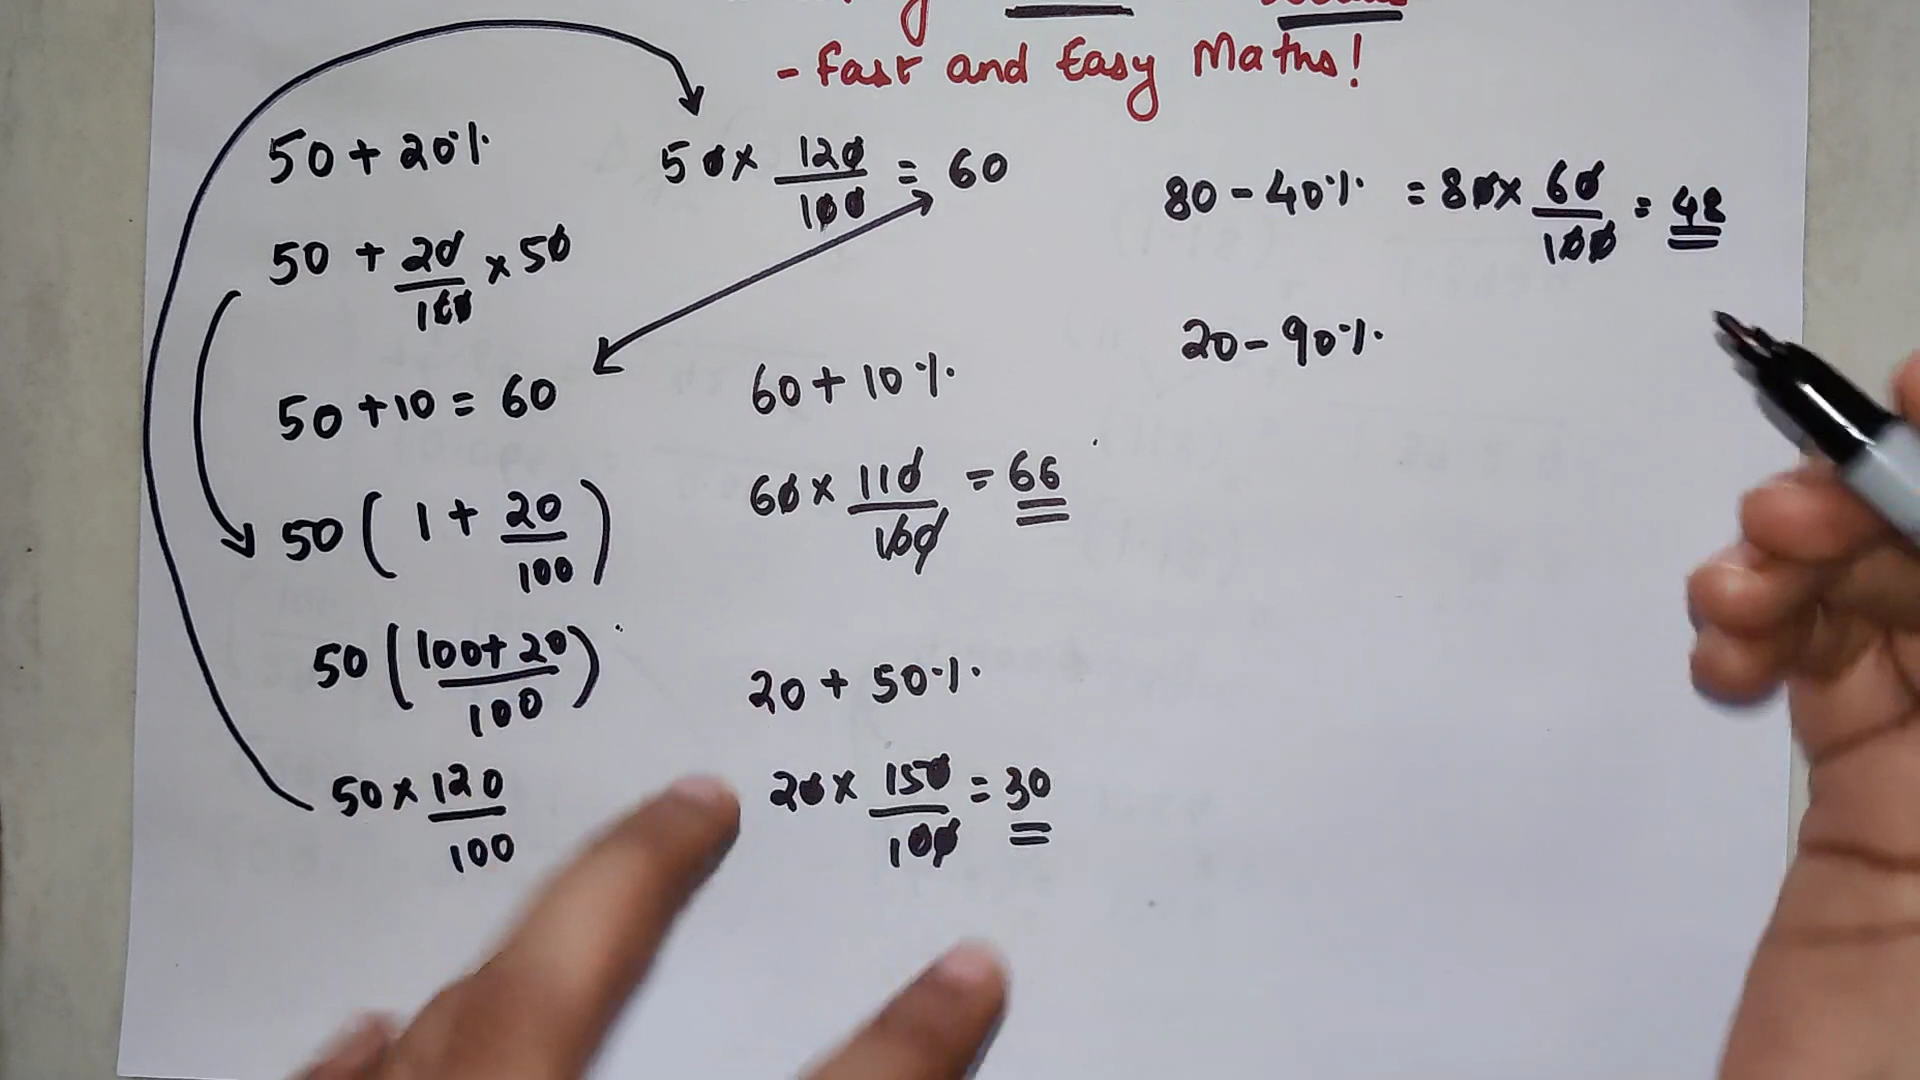 - Fast and Easy Maths!
50 + 20%
50 + 20/100 × 50
50 + 10 = 60
50 ( 1 + 20/100 )
50 ( 100 + 20/100 )
50 × 120/100
50 × 120/100 = 60
60 + 10%
60 × 110/100 = 66
20 + 50%
20 × 150/100 = 30
80 - 40% = 80 × 60/100 = 48
20 - 90%